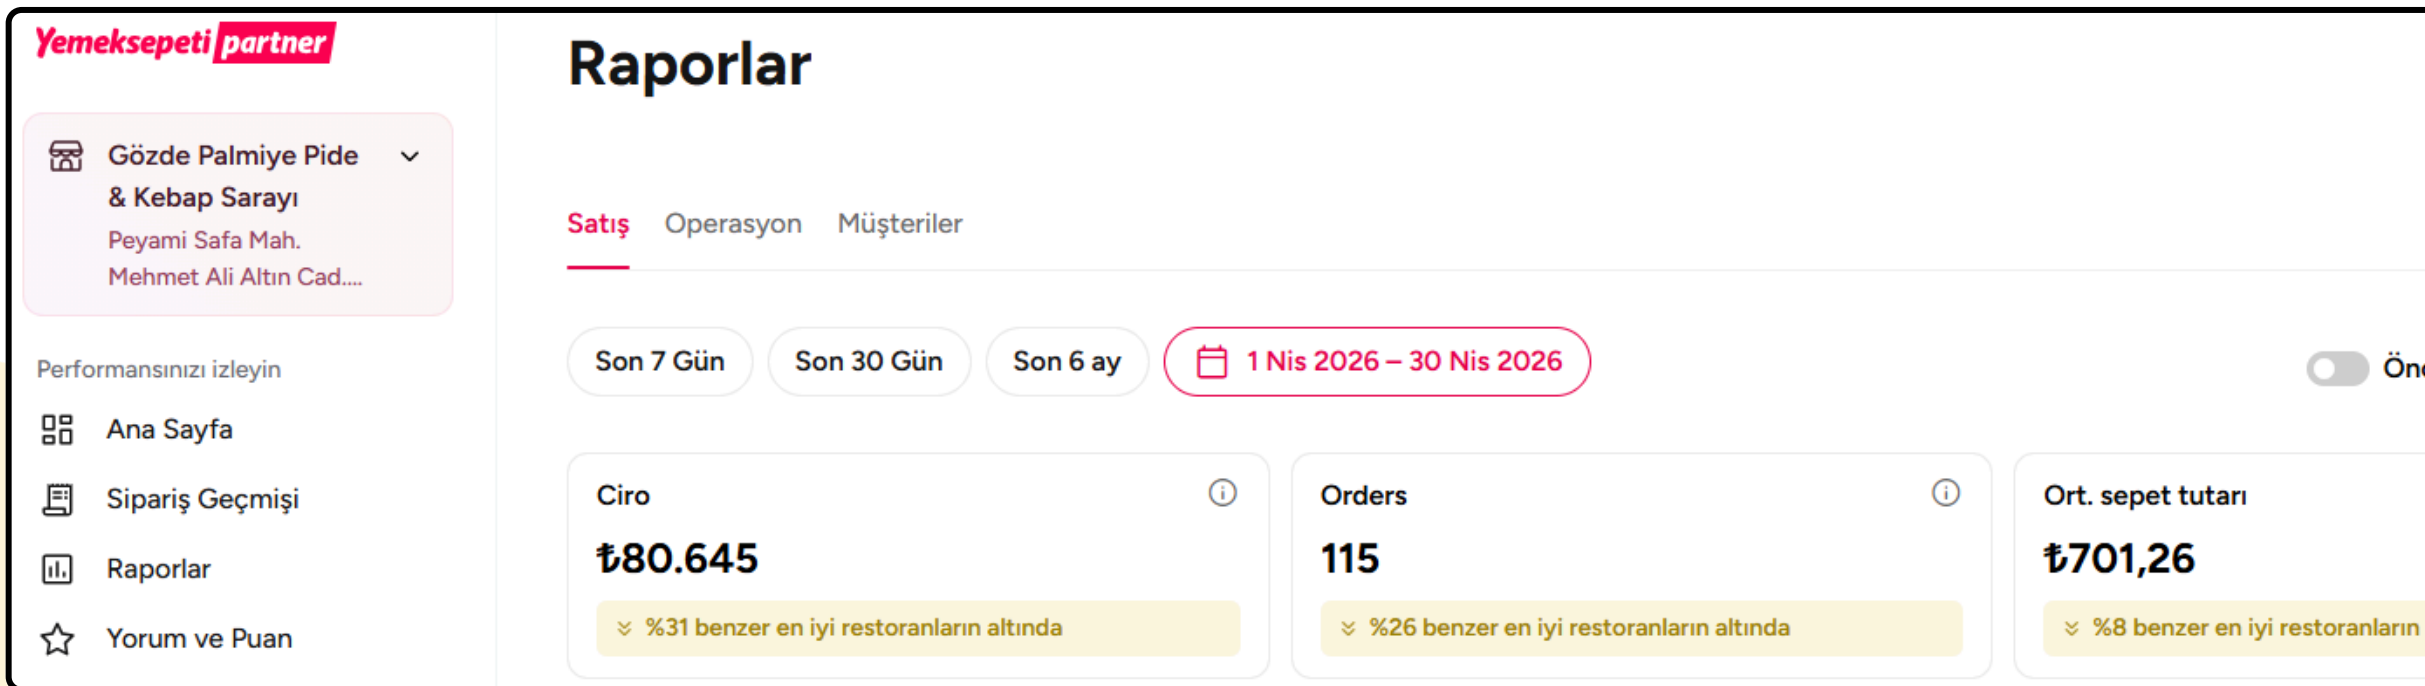 Yemeksepeti partner
Gözde Palmiye Pide
& Kebap Sarayı
Peyami Safa Mah.
Mehmet Ali Altın Cad....
Performansınızı izleyin
Ana Sayfa
Sipariş Geçmişi
Raporlar
Yorum ve Puan
Raporlar
Satış Operasyon Müşteriler
Son 7 Gün Son 30 Gün Son 6 ay 1 Nis 2026 – 30 Nis 2026
Ciro
₺80.645
%31 benzer en iyi restoranların altında
Orders
115
%26 benzer en iyi restoranların altında
Ort. sepet tutarı
₺701,26
%8 benzer en iyi restoranların